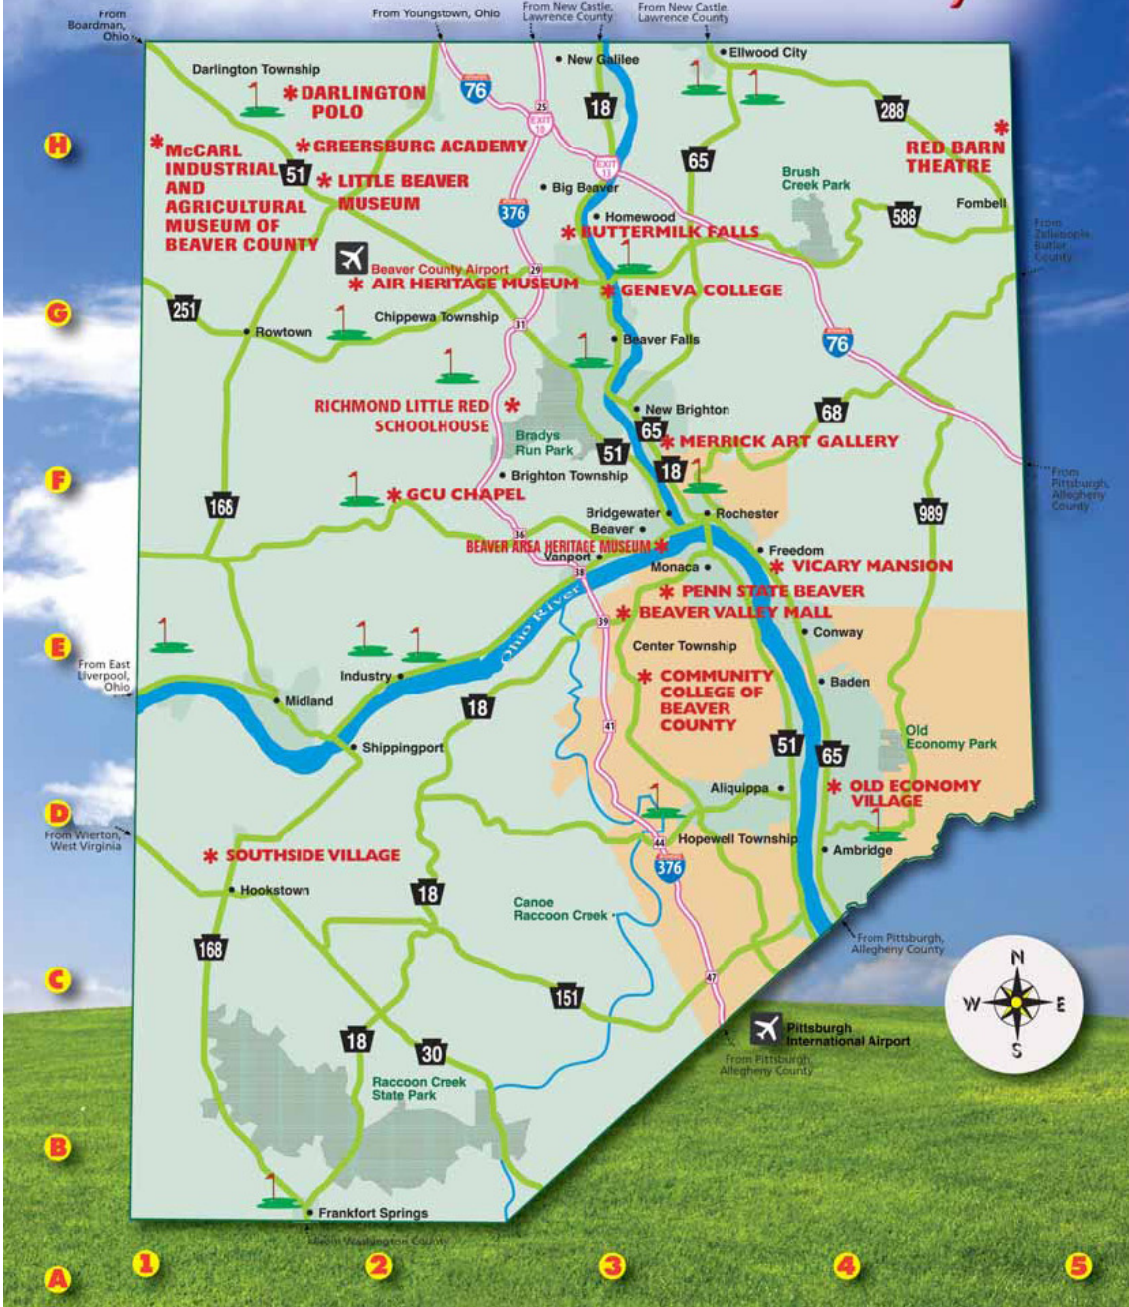 From
Boardman,
Ohio
From Youngstown, Ohio
From New Castle,
Lawrence County
From New Castle
Lawrence County
y
Darlington Township
New Galilee
Ellwood City
DARLINGTON
POLO
76
25
EXIT
10
18
288
H
McCARL
INDUSTRIAL
AND
AGRICULTURAL
MUSEUM OF
BEAVER COUNTY
GREERSBURG ACADEMY
51
LITTLE BEAVER
MUSEUM
EXIT
13
65
RED BARN
THEATRE
Big Beaver
Brush
Creek Park
376
Homewood
588
Fombell
BUTTERMILK FALLS
From
Zelienople,
Butler
County
Beaver County Airport
29
AIR HERITAGE MUSEUM
GENEVA COLLEGE
G
251
Rowtown
Chippewa Township
31
Beaver Falls
76
RICHMOND LITTLE RED
SCHOOLHOUSE
New Brighton
68
Bradys
Run Park
65
MERRICK ART GALLERY
51
18
F
Brighton Township
From
Pittsburgh,
Allegheny
County
168
GCU CHAPEL
989
Bridgewater
Rochester
Beaver
36
BEAVER AREA HERITAGE MUSEUM
Freedom
Vanport
Monaca
VICARY MANSION
38
PENN STATE BEAVER
Ohio River
39
BEAVER VALLEY MALL
E
Conway
Center Township
From East
Liverpool,
Ohio
Industry
COMMUNITY
COLLEGE OF
BEAVER
COUNTY
Baden
Midland
18
41
Old
Economy Park
Shippingport
51
65
Aliquippa
OLD ECONOMY
VILLAGE
D
From Wierton,
West Virginia
Hopewell Township
44
Ambridge
SOUTHSIDE VILLAGE
376
Hookstown
18
Canoe
Raccoon Creek
168
From Pittsburgh,
Allegheny County
N
W
E
S
C
47
151
18
30
Pittsburgh
International Airport
From Pittsburgh,
Allegheny County
Raccoon Creek
State Park
B
Frankfort Springs
From Washington County
A
1
2
3
4
5